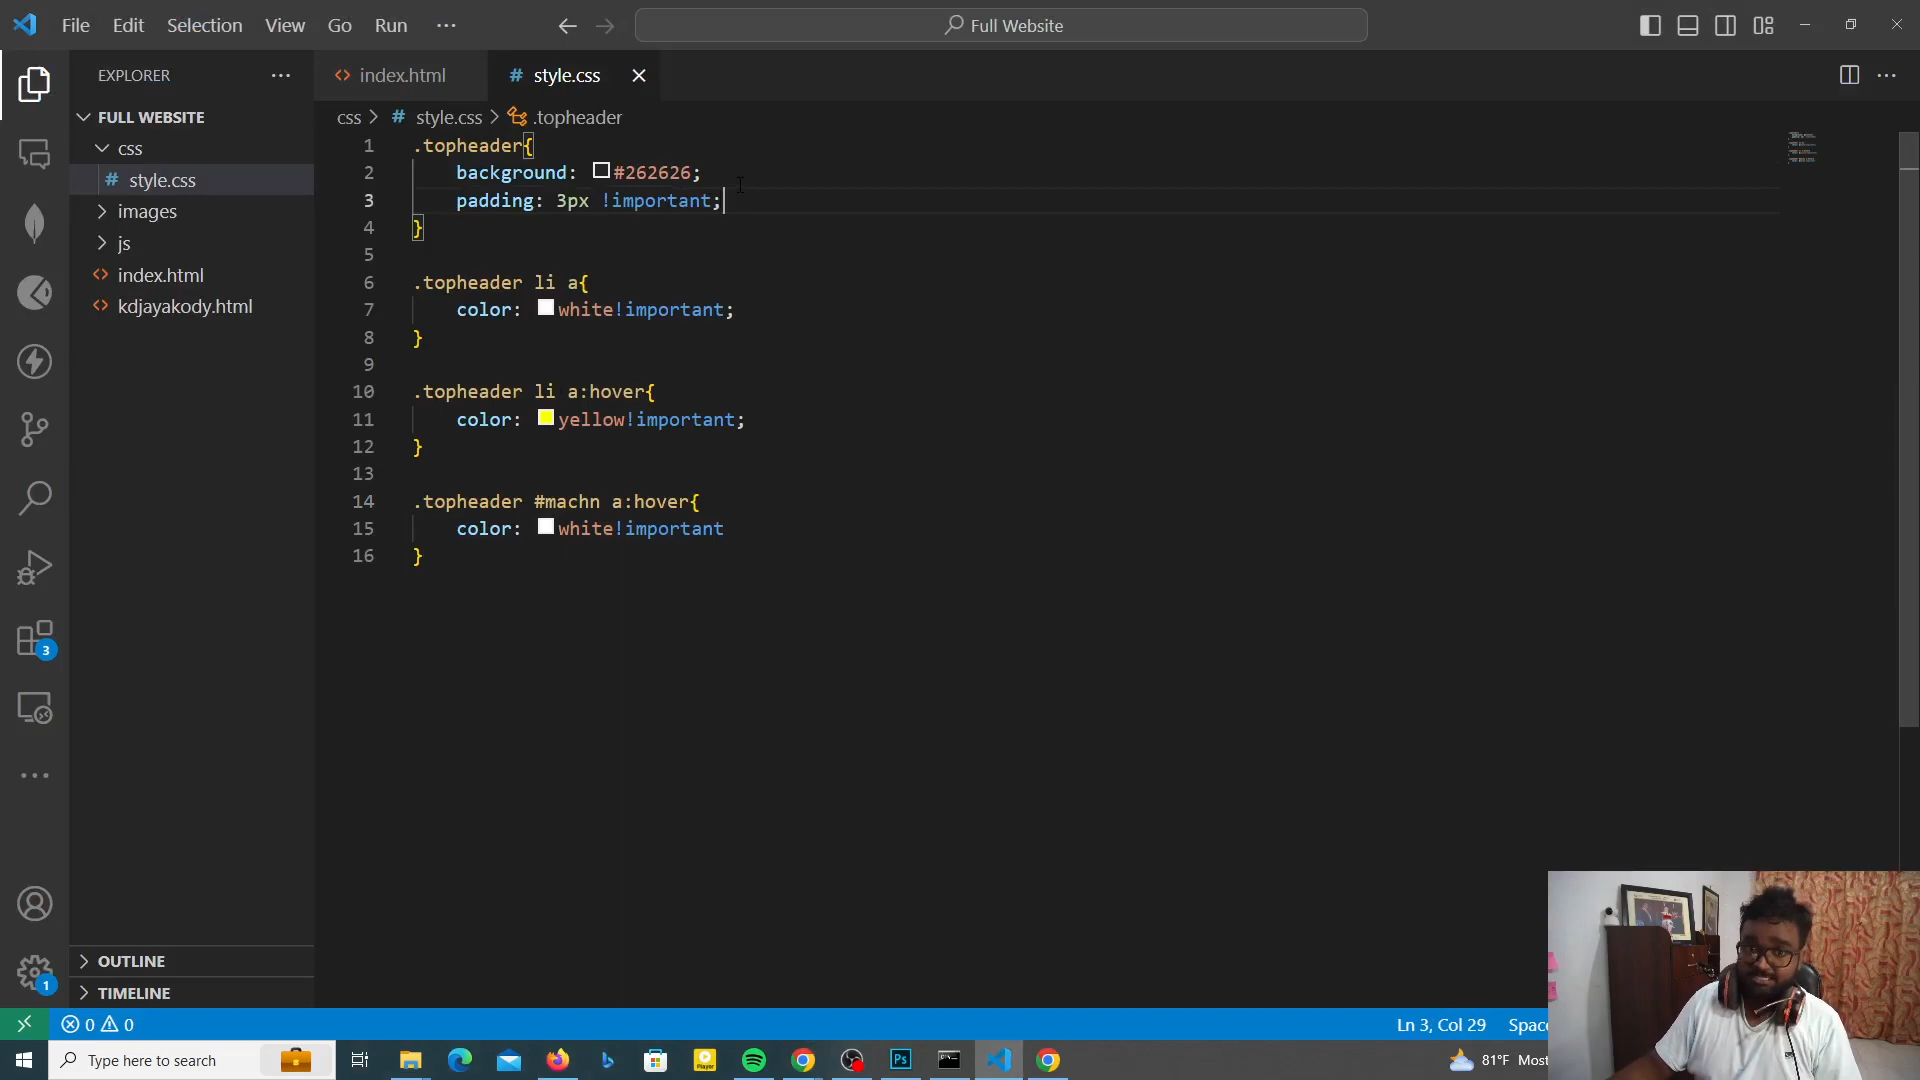 File Edit Selection View Go Run ... Full Website
EXPLORER ...
FULL WEBSITE
css
# style.css
images
js
index.html
kdjayakody.html
OUTLINE
TIMELINE
index.html # style.css
css > # style.css > .topheader
1 .topheader{
2 background: #262626;
3 padding: 3px !important;
4 }
5
6 .topheader li a{
7 color: white!important;
8 }
9
10 .topheader li a:hover{
11 color: yellow!important;
12 }
13
14 .topheader #machn a:hover{
15 color: white!important
16 }
3
1
0 0 Ln 3, Col 29 Spac
Type here to search Player Ps 81°F Most